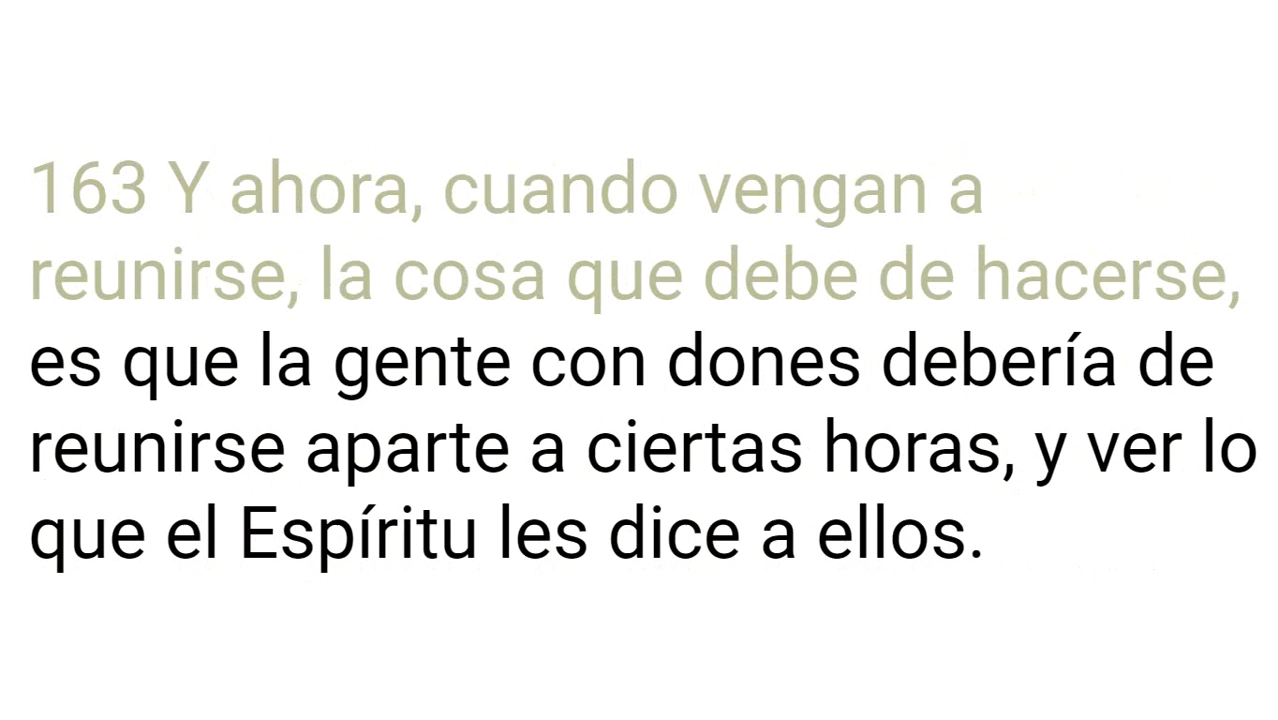 163 Y ahora, cuando vengan a
reunirse, la cosa que debe de hacerse,
es que la gente con dones debería de
reunirse aparte a ciertas horas, y ver lo
que el Espíritu les dice a ellos.